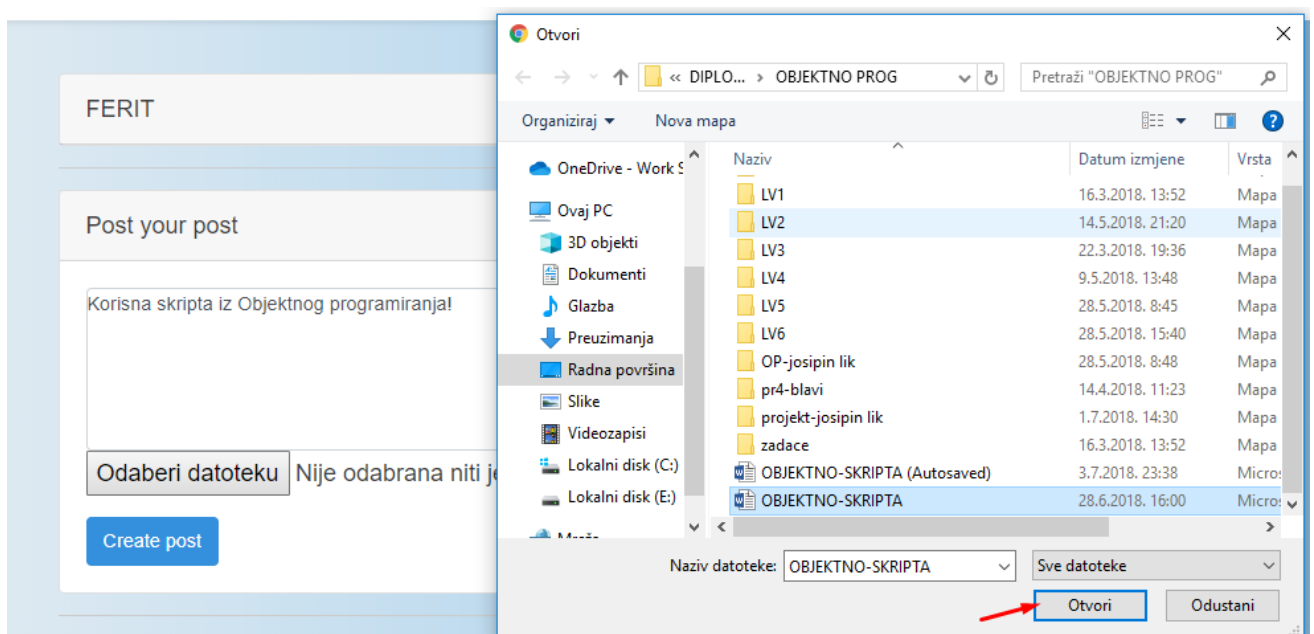 FERIT
Post your post
Korisna skripta iz Objektnog programiranja!
Odaberi datoteku Nije odabrana niti je
Create post
Otvori
« DIPLO... › OBJEKTNO PROG
Pretraži "OBJEKTNO PROG"
Organiziraj Nova mapa
OneDrive - Work S
Ovaj PC
3D objekti
Dokumenti
Glazba
Preuzimanja
Radna površina
Slike
Videozapisi
Lokalni disk (C:)
Lokalni disk (E:)
Naziv Datum izmjene Vrsta
LV1 16.3.2018. 13:52 Mapa
LV2 14.5.2018. 21:20 Mapa
LV3 22.3.2018. 19:36 Mapa
LV4 9.5.2018. 13:48 Mapa
LV5 28.5.2018. 8:45 Mapa
LV6 28.5.2018. 15:40 Mapa
OP-josipin lik 28.5.2018. 8:48 Mapa
pr4-blavi 14.4.2018. 11:23 Mapa
projekt-josipin lik 1.7.2018. 14:30 Mapa
zadace 16.3.2018. 13:52 Mapa
OBJEKTNO-SKRIPTA (Autosaved) 3.7.2018. 23:38 Micros
OBJEKTNO-SKRIPTA 28.6.2018. 16:00 Micros
Naziv datoteke: OBJEKTNO-SKRIPTA Sve datoteke
Otvori Odustani